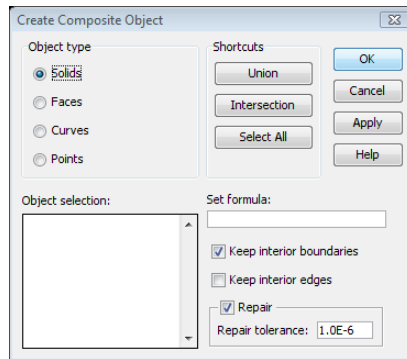 Create Composite Object
Object type
Solids
Faces
Curves
Points
Shortcuts
Union
Intersection
Select All
OK
Cancel
Apply
Help
Object selection:
Set formula:
Keep interior boundaries
Keep interior edges
Repair
Repair tolerance: 1.0E-6